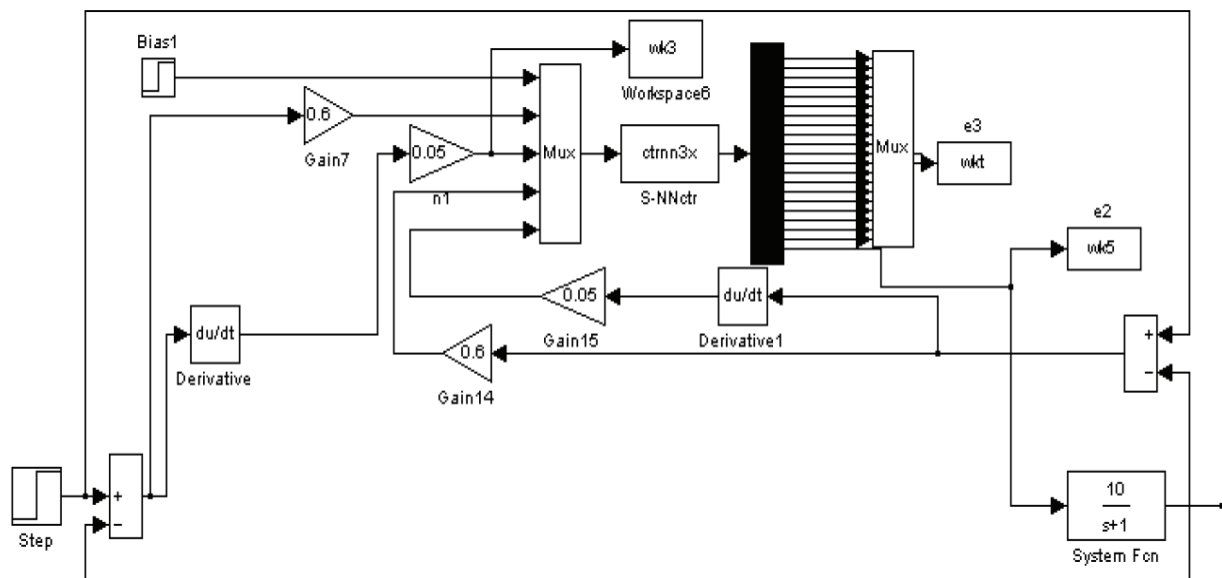 Bias1
wk3
Workspace6
0.6
Gain7
0.05
n1
Mux
ctrnn3x
S-NNctr
Mux
e3
wkt
e2
wk5
du/dt
Derivative
0.05
Gain15
du/dt
Derivative1
0.6
Gain14
+
−
Step
+
−
10
s+1
System Fcn